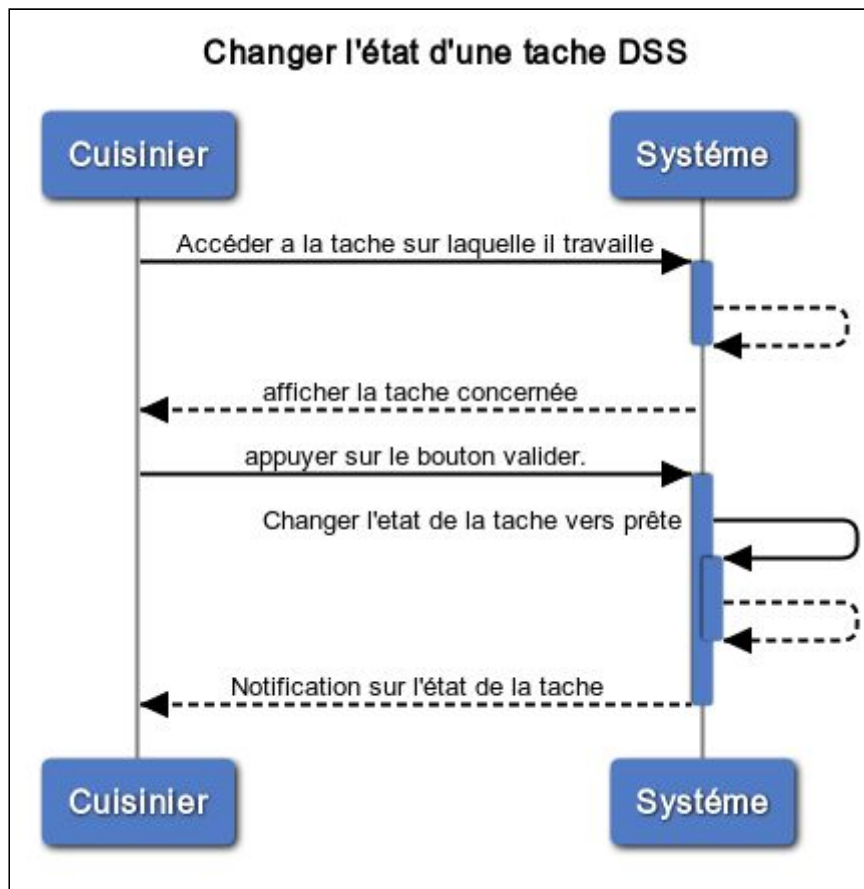 Changer l'état d'une tache DSS
Cuisinier
Systéme
Accéder a la tache sur laquelle il travaille
afficher la tache concernée
appuyer sur le bouton valider.
Changer l'etat de la tache vers prête
Notification sur l'état de la tache
Cuisinier
Systéme